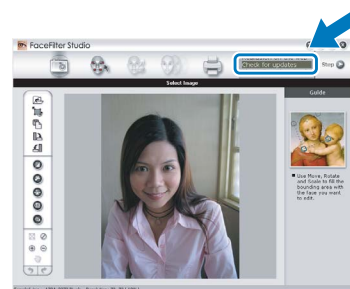 FaceFilter Studio
Check for updates
Step
Select Image
Guide
Use Move, Rotate
and Scale to fill the
bounding area with
the face you want
to edit.